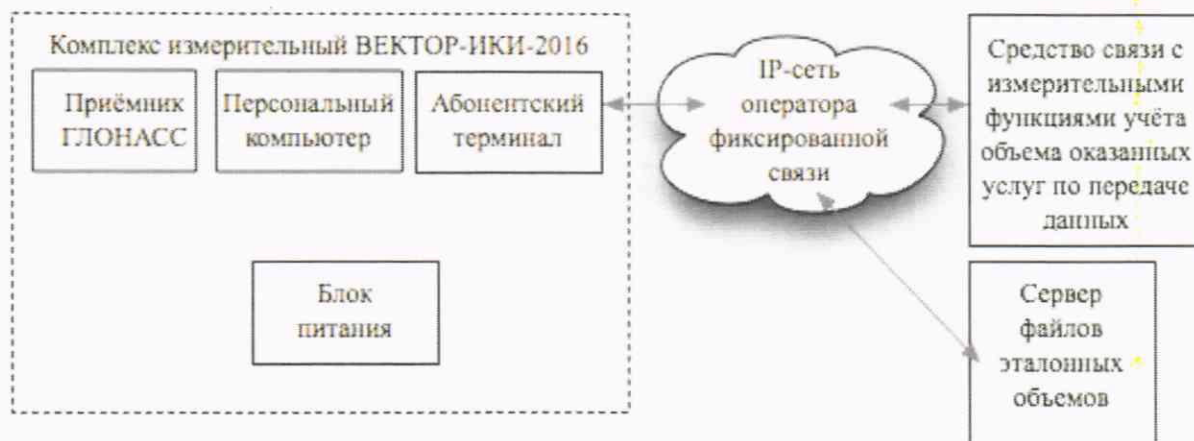 Комплекс измерительный ВЕКТОР-ИКИ-2016
Приёмник
ГЛОНАСС
Персональный
компьютер
Абонентский
терминал
Блок
питания
IP-сеть
оператора
фиксированной
связи
Средство связи с
измерительными
функциями учёта
объема оказанных
услуг по передаче
данных
Сервер
файлов
эталонных
объемов